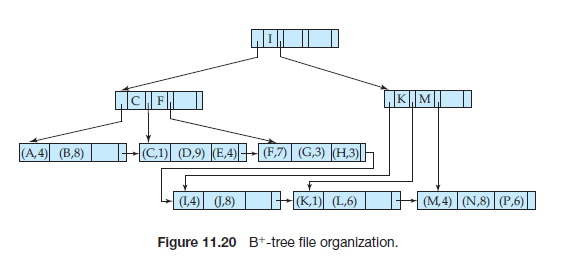 I
C F
K M
(A,4) (B,8) (C,1) (D,9) (E,4) (F,7) (G,3) (H,3)
(I,4) (J,8) (K,1) (L,6) (M,4) (N,8) (P,6)
Figure 11.20 B+-tree file organization.